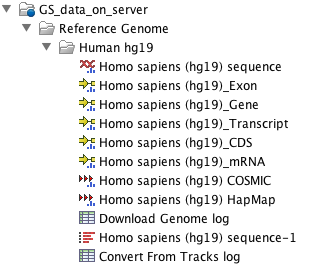 GS_data_on_server
Reference Genome
Human hg19
Homo sapiens (hg19) sequence
Homo sapiens (hg19)_Exon
Homo sapiens (hg19)_Gene
Homo sapiens (hg19)_Transcript
Homo sapiens (hg19)_CDS
Homo sapiens (hg19)_mRNA
Homo sapiens (hg19) COSMIC
Homo sapiens (hg19) HapMap
Download Genome log
Homo sapiens (hg19) sequence-1
Convert From Tracks log